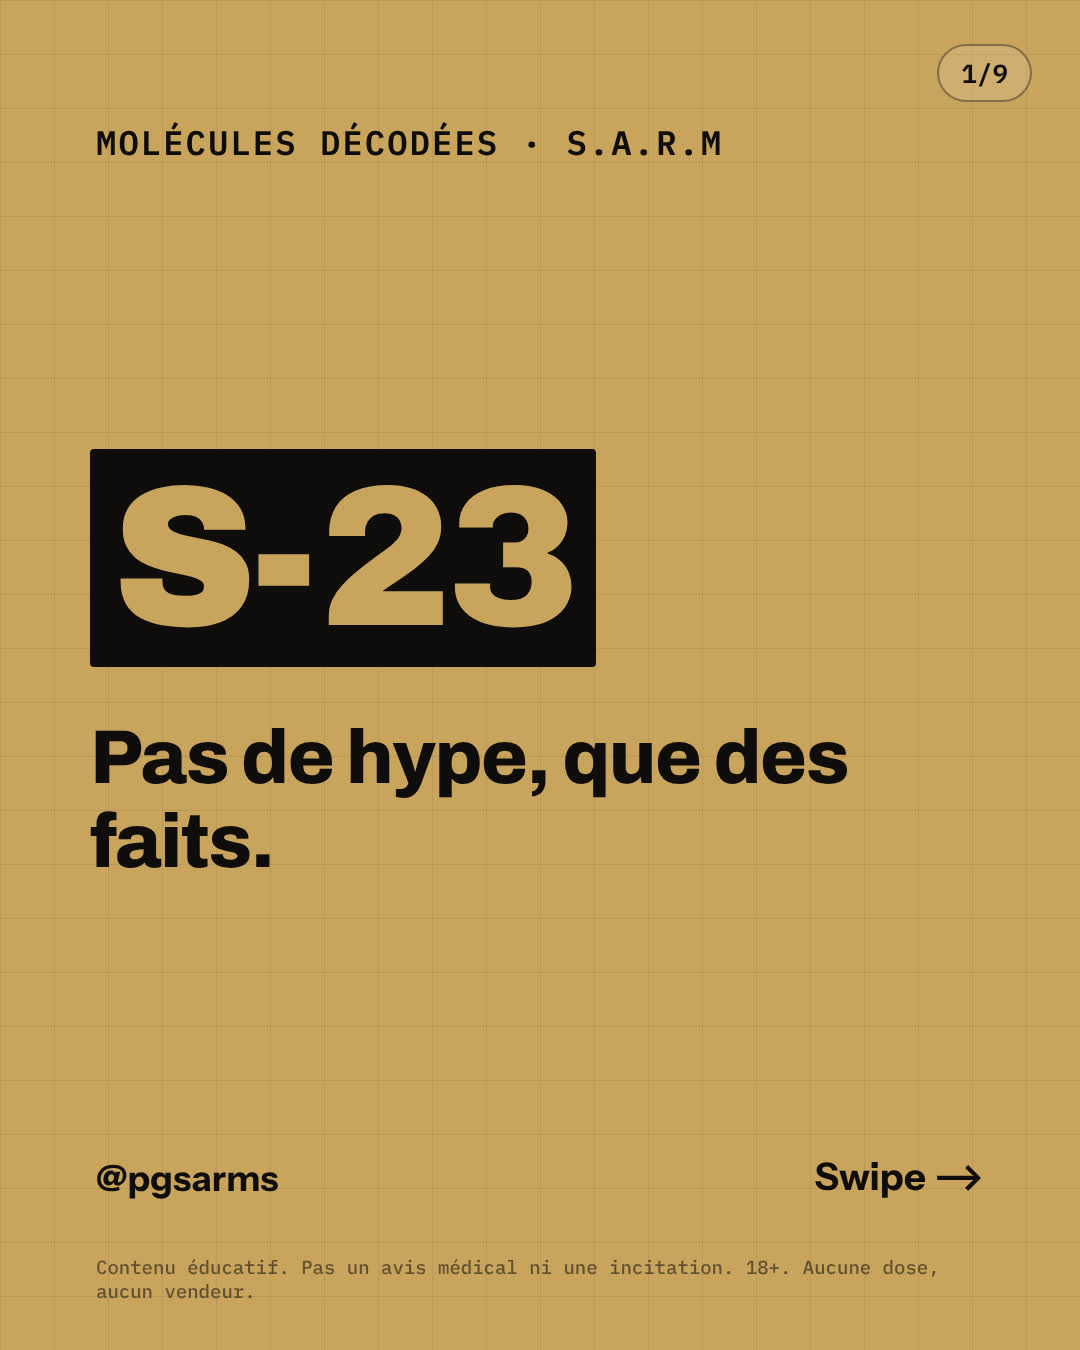 1/9
MOLÉCULES DÉCODÉES · S.A.R.M
S-23
Pas de hype, que des
faits.
@pgsarms
Swipe →
Contenu éducatif. Pas un avis médical ni une incitation. 18+. Aucune dose,
aucun vendeur.